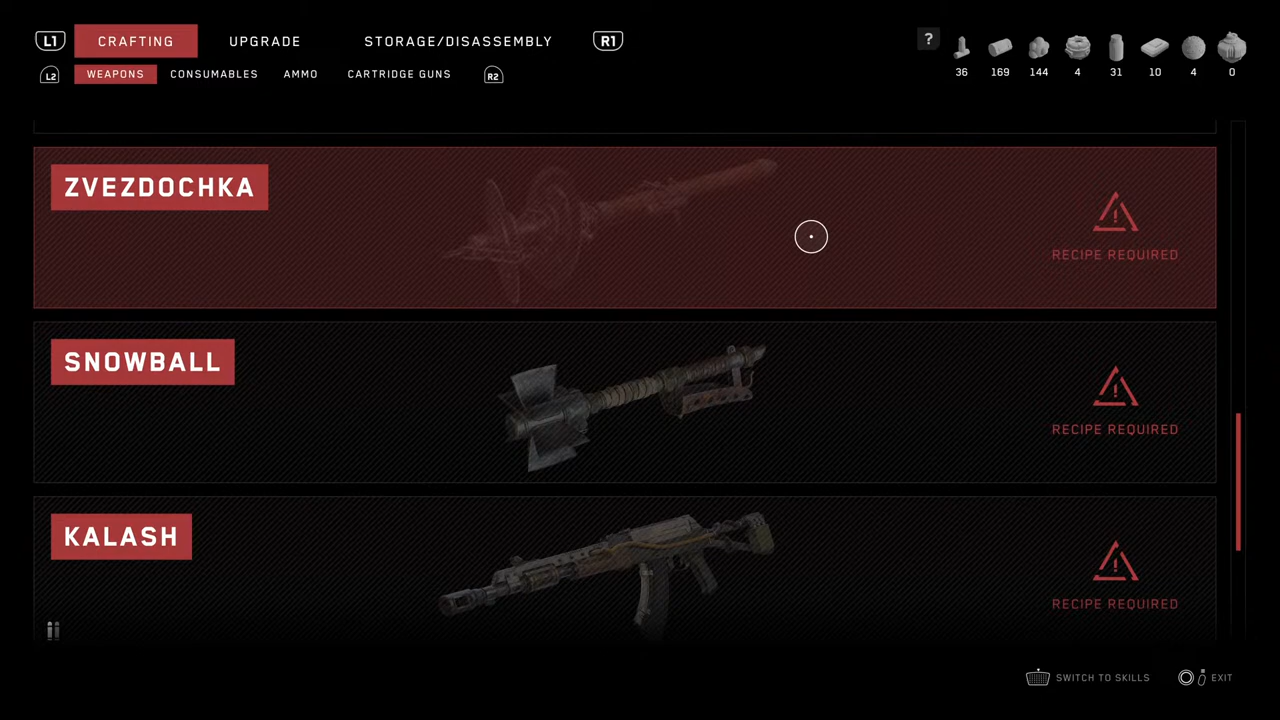 L1 CRAFTING UPGRADE STORAGE/DISASSEMBLY R1 ?
L2 WEAPONS CONSUMABLES AMMO CARTRIDGE GUNS R2
36 169 144 4 31 10 4 0
ZVEZDOCHKA
RECIPE REQUIRED
SNOWBALL
RECIPE REQUIRED
KALASH
RECIPE REQUIRED
SWITCH TO SKILLS EXIT